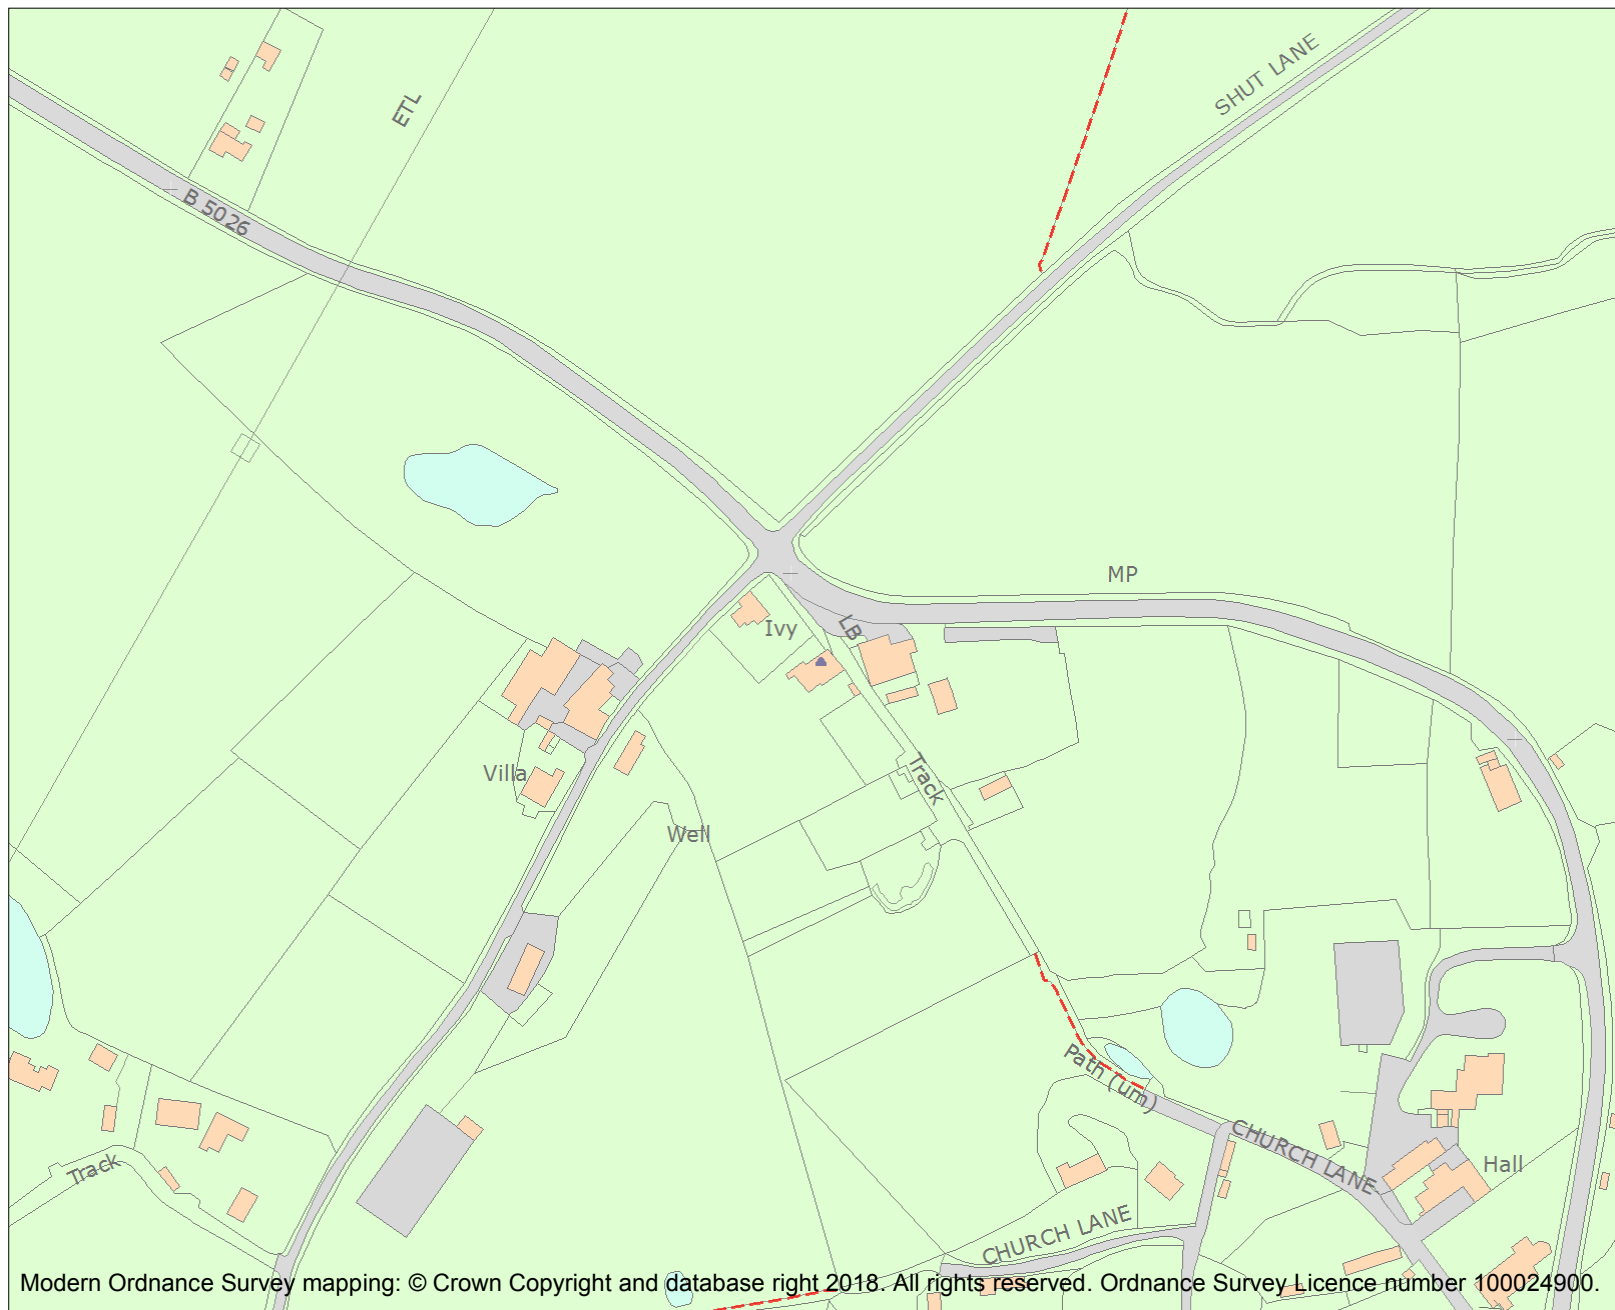 SHUT LANE
ETL
B 5026
MP
LB
Ivy
Villa
Track
Well
Path (um)
CHURCH LANE
Hall
Track
CHURCH LANE
Modern Ordnance Survey mapping: © Crown Copyright and database right 2018. All rights reserved. Ordnance Survey Licence number 100024900.